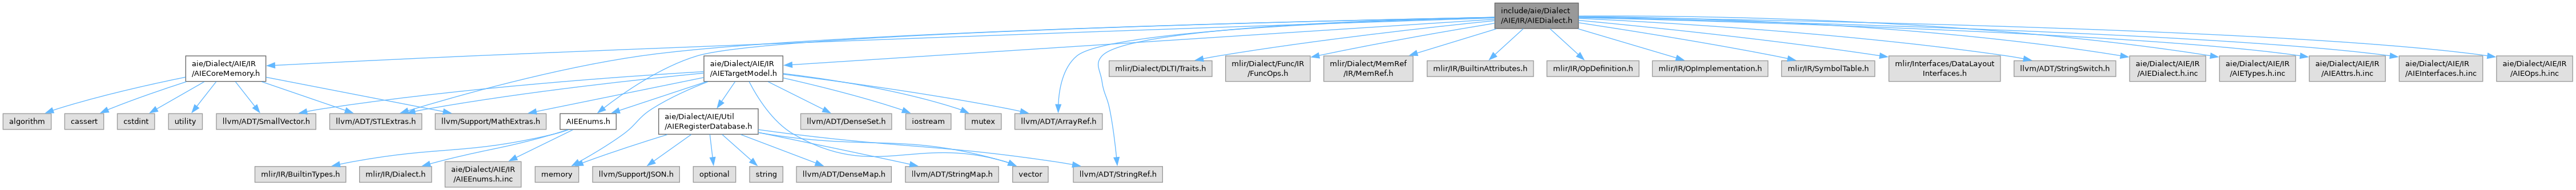 include/aie/Dialect
/AIE/IR/AIEDialect.h
aie/Dialect/AIE/IR
/AIECoreMemory.h
aie/Dialect/AIE/IR
/AIETargetModel.h
mlir/Dialect/DLTI/Traits.h
mlir/Dialect/Func/IR
/FuncOps.h
mlir/Dialect/MemRef
/IR/MemRef.h
mlir/IR/BuiltinAttributes.h
mlir/IR/OpDefinition.h
mlir/IR/OpImplementation.h
mlir/IR/SymbolTable.h
mlir/Interfaces/DataLayout
Interfaces.h
llvm/ADT/StringSwitch.h
aie/Dialect/AIE/IR
/AIEDialect.h.inc
aie/Dialect/AIE/IR
/AIETypes.h.inc
aie/Dialect/AIE/IR
/AIEAttrs.h.inc
aie/Dialect/AIE/IR
/AIEInterfaces.h.inc
aie/Dialect/AIE/IR
/AIEOps.h.inc
algorithm
cassert
cstdint
utility
llvm/ADT/SmallVector.h
llvm/ADT/STLExtras.h
llvm/Support/MathExtras.h
AIEEnums.h
aie/Dialect/AIE/Util
/AIERegisterDatabase.h
llvm/ADT/DenseSet.h
iostream
mutex
llvm/ADT/ArrayRef.h
mlir/IR/BuiltinTypes.h
mlir/IR/Dialect.h
aie/Dialect/AIE/IR
/AIEEnums.h.inc
memory
llvm/Support/JSON.h
optional
string
llvm/ADT/DenseMap.h
llvm/ADT/StringMap.h
vector
llvm/ADT/StringRef.h